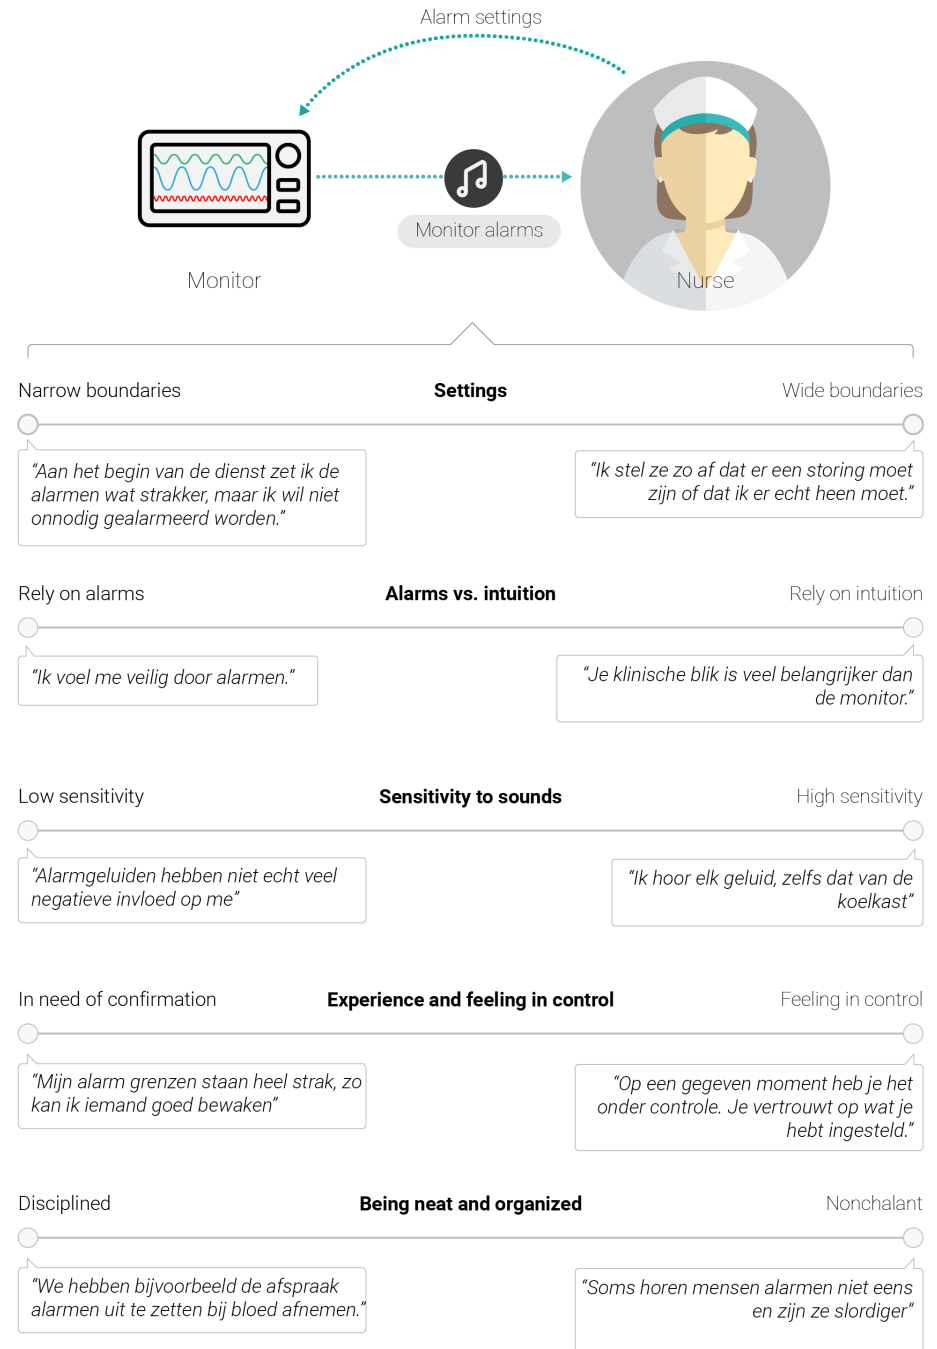 Alarm settings
Monitor alarms
Monitor
Nurse
Narrow boundaries
Settings
Wide boundaries
“Aan het begin van de dienst zet ik de
alarmen wat strakker, maar ik wil niet
onnodig gealarmeerd worden.”
“Ik stel ze zo af dat er een storing moet
zijn of dat ik er echt heen moet.”
Rely on alarms
Alarms vs. intuition
Rely on intuition
“Ik voel me veilig door alarmen.”
“Je klinische blik is veel belangrijker dan
de monitor.”
Low sensitivity
Sensitivity to sounds
High sensitivity
“Alarmgeluiden hebben niet echt veel
negatieve invloed op me”
“Ik hoor elk geluid, zelfs dat van de
koelkast”
In need of confirmation
Experience and feeling in control
Feeling in control
“Mijn alarm grenzen staan heel strak, zo
kan ik iemand goed bewaken”
“Op een gegeven moment heb je het
onder controle. Je vertrouwt op wat je
hebt ingesteld.”
Disciplined
Being neat and organized
Nonchalant
“We hebben bijvoorbeeld de afspraak
alarmen uit te zetten bij bloed afnemen.”
“Soms horen mensen alarmen niet eens
en zijn ze slordiger”